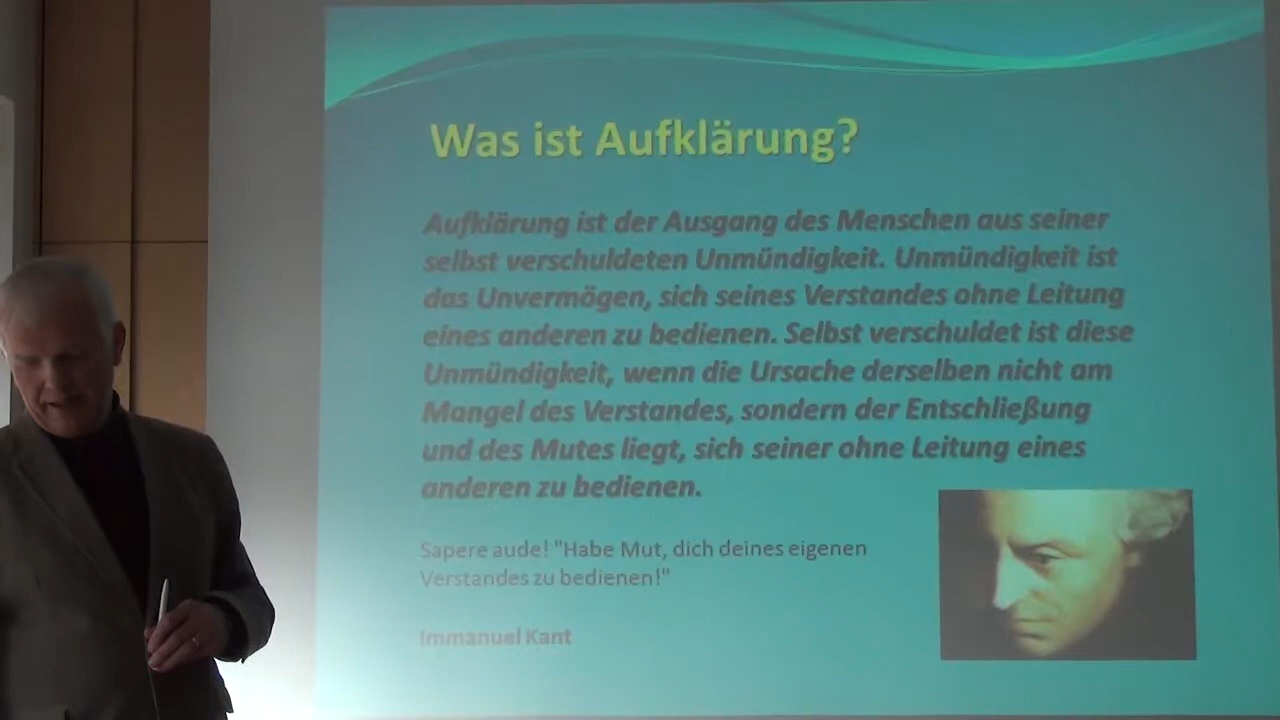 Was ist Aufklärung?
Aufklärung ist der Ausgang des Menschen aus seiner
selbst verschuldeten Unmündigkeit. Unmündigkeit ist
das Unvermögen, sich seines Verstandes ohne Leitung
eines anderen zu bedienen. Selbst verschuldet ist diese
Unmündigkeit, wenn die Ursache derselben nicht am
Mangel des Verstandes, sondern der Entschließung
und des Mutes liegt, sich seiner ohne Leitung eines
anderen zu bedienen.
Sapere aude! "Habe Mut, dich deines eigenen
Verstandes zu bedienen!"
Immanuel Kant